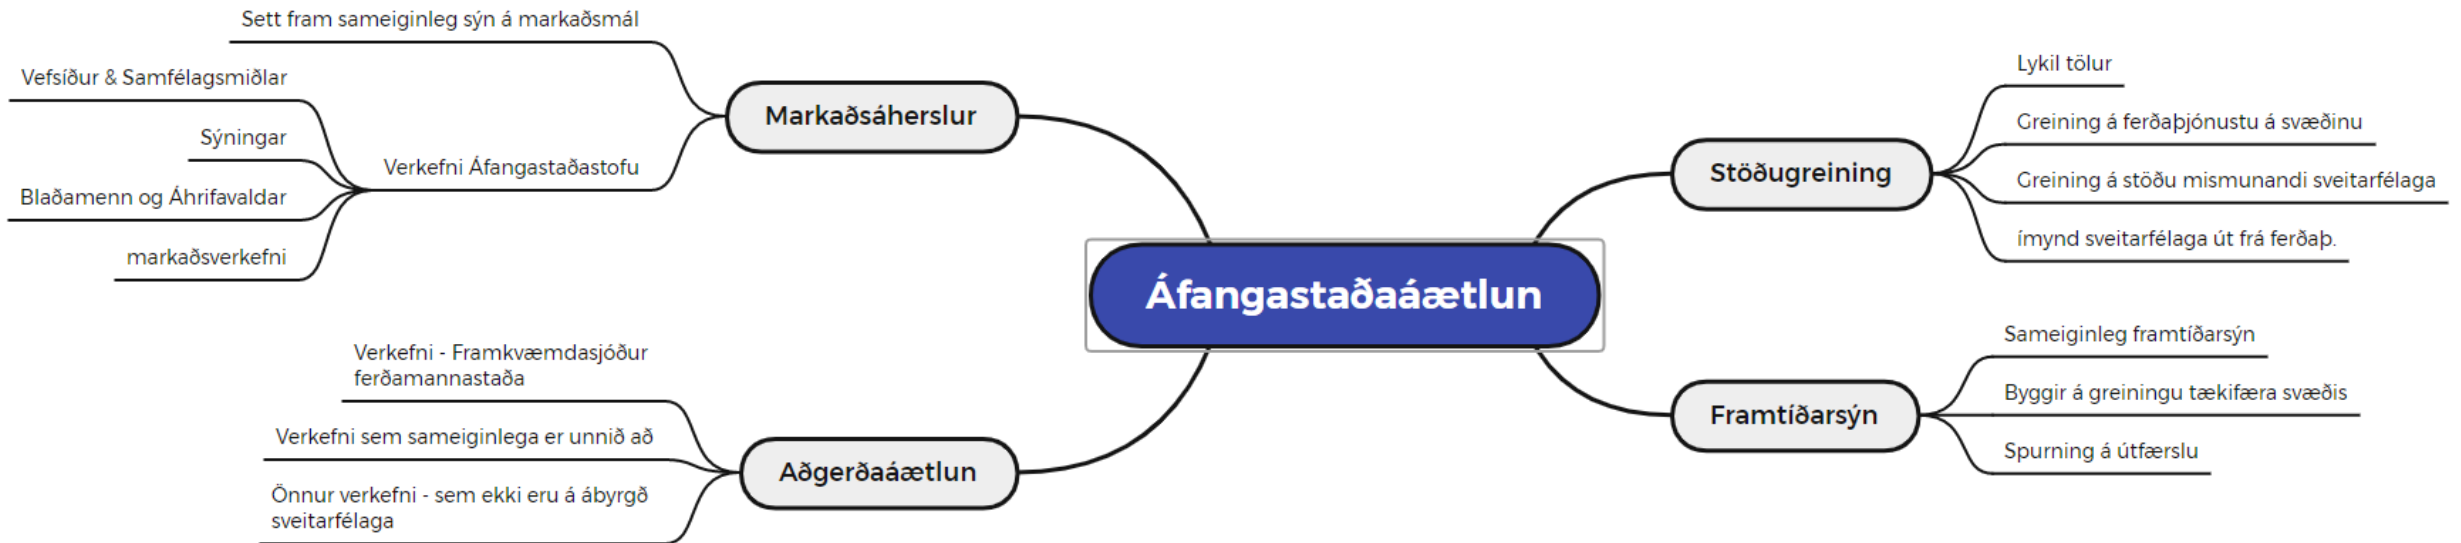 Sett fram sameiginleg sýn á markaðsmál
Vefsíður & Samfélagsmiðlar
Sýningar
Blaðamenn og Áhrifavaldar
markaðsverkefni
Verkefni Áfangastaðastofu
Markaðsáherslur
Verkefni - Framkvæmdasjóður
ferðamannastaða
Verkefni sem sameiginlega er unnið að
Önnur verkefni - sem ekki eru á ábyrgð
sveitarfélaga
Aðgerðaáætlun
Áfangastaðaáætlun
Stöðugreining
Lykil tölur
Greining á ferðaþjónustu á svæðinu
Greining á stöðu mismunandi sveitarfélaga
ímynd sveitarfélaga út frá ferðaþ.
Framtíðarsýn
Sameiginleg framtíðarsýn
Byggir á greiningu tækifæra svæðis
Spurning á útfærslu